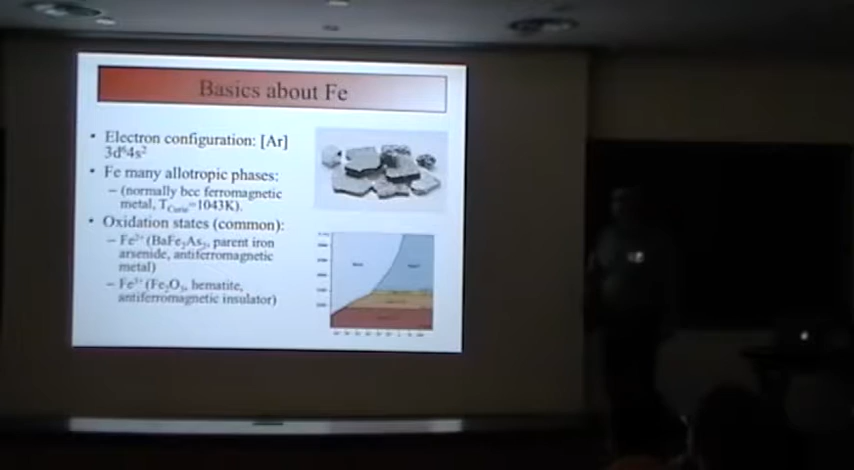 Basics about Fe
• Electron configuration: [Ar]
3d⁶4s²
• Fe many allotropic phases:
– (normally bcc ferromagnetic
metal, T_Curie=1043K).
• Oxidation states (common):
– Fe²⁺ (BaFe₂As₂, parent iron
arsenide, antiferromagnetic
metal)
– Fe³⁺ (Fe₂O₃, hematite,
antiferromagnetic insulator)